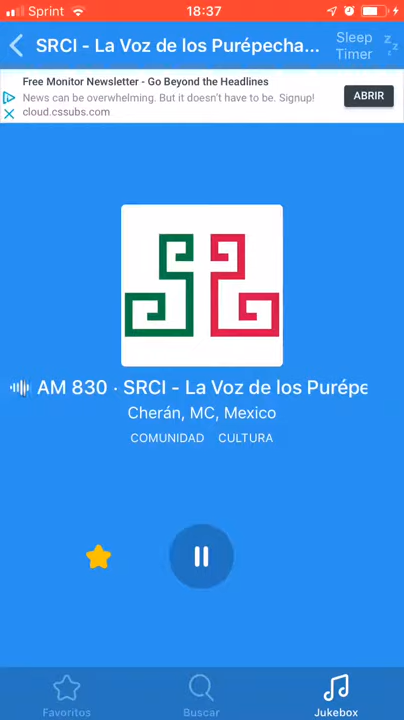 Sprint 18:37
SRCI - La Voz de los Purépecha...
Sleep
Timer
z z z
Free Monitor Newsletter - Go Beyond the Headlines
News can be overwhelming. But it doesn't have to be. Signup!
cloud.cssubs.com
ABRIR
AM 830 · SRCI - La Voz de los Purépe
Cherán, MC, Mexico
COMUNIDAD CULTURA
Favoritos Buscar Jukebox